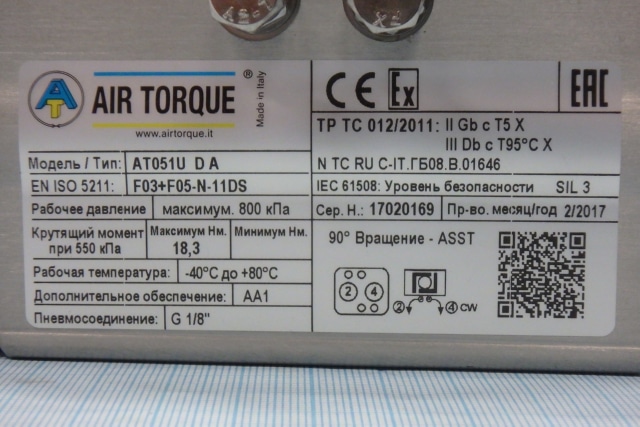 AS-7
X2
AT
AIR TORQUE ®
Made in Italy
www.airtorque.it
CE Ex EAC
ТР ТС 012/2011: II Gb c T5 X
III Db c T95°C X
N TC RU C-IT.ГБ08.В.01646
Модель / Тип: AT051U D A
EN ISO 5211: F03+F05-N-11DS
IEC 61508: Уровень безопасности SIL 3
Рабочее давление максимум. 800 кПа
Сер. Н.: 17020169 Пр-во. месяц/год 2/2017
Крутящий момент при 550 кПа
Максимум Нм. Минимум Нм.
18,3
90° Вращение - ASST
Рабочая температура: -40°C до +80°C
Дополнительное обеспечение: AA1
Пневмосоединение: G 1/8"
2 4
2 4 CW